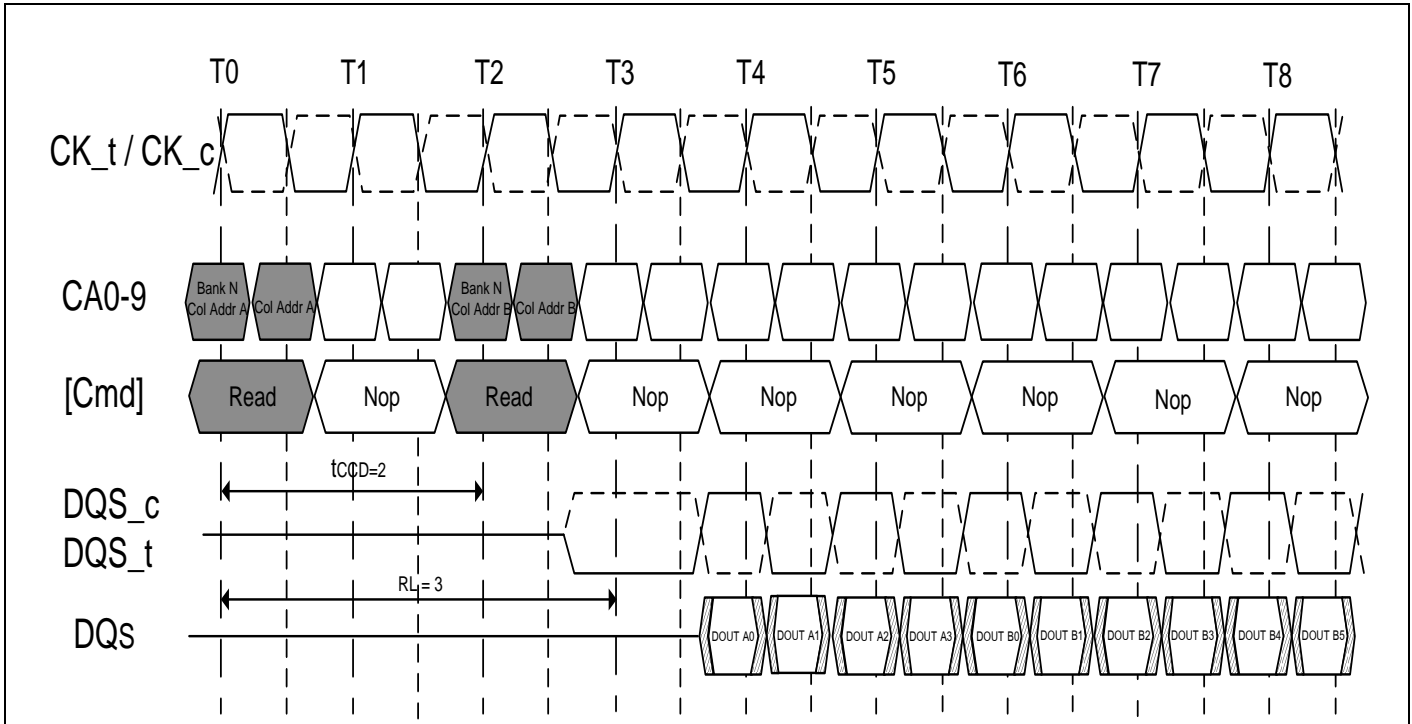 T0 T1 T2 T3 T4 T5 T6 T7 T8
CK_t / CK_c
CA0-9
Bank N
Col Addr A
Col Addr A
Bank N
Col Addr B
Col Addr B
[Cmd]
Read Nop Read Nop Nop Nop Nop Nop Nop
tCCD=2
DQS_c
DQS_t
RL = 3
DQs
DOUT A0 DOUT A1 DOUT A2 DOUT A3 DOUT B0 DOUT B1 DOUT B2 DOUT B3 DOUT B4 DOUT B5